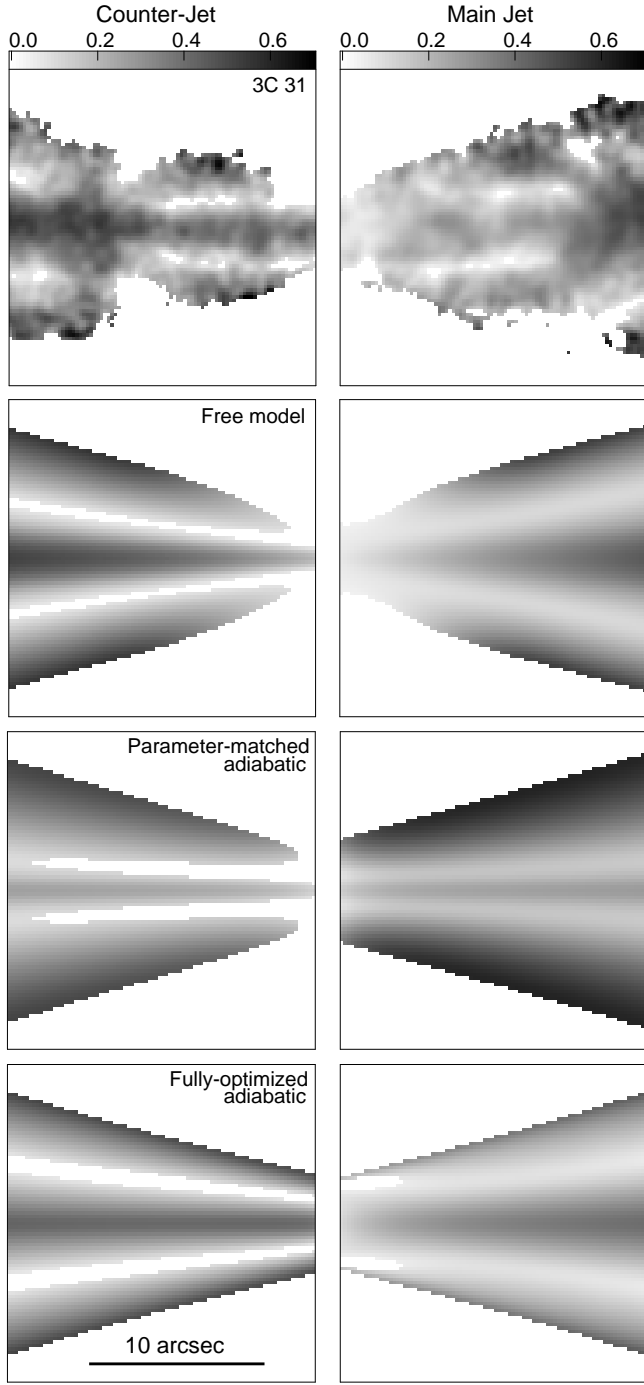 Counter-Jet
Main Jet
0.0 0.2 0.4 0.6
0.0 0.2 0.4 0.6
3C 31
Free model
Parameter-matched
adiabatic
Fully-optimized
adiabatic
10 arcsec